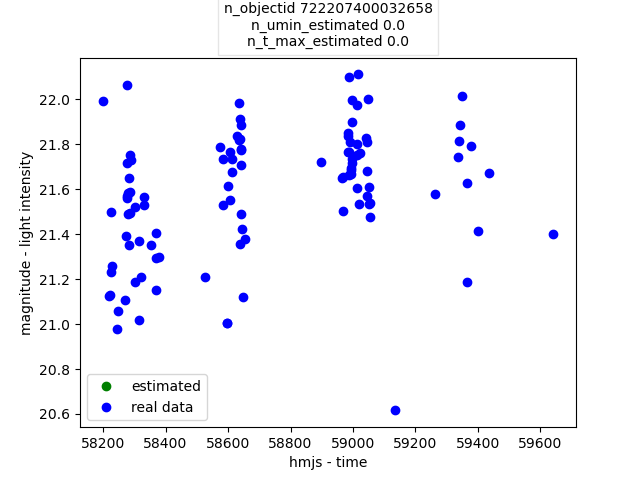 n_objectid 722207400032658
n_umin_estimated 0.0
n_t_max_estimated 0.0
22.0
21.8
21.6
21.4
21.2
21.0
20.8
20.6
magnitude - light intensity
estimated
real data
58200 58400 58600 58800 59000 59200 59400 59600
hmjs - time